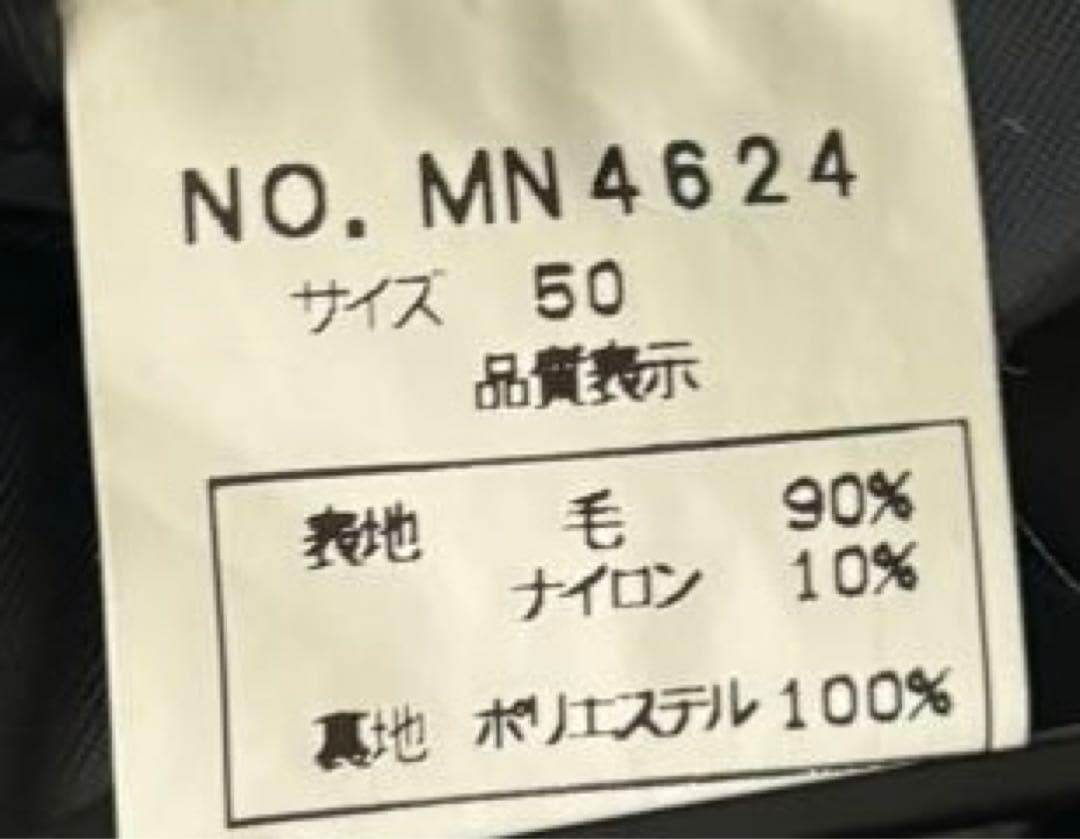 NO. MN4624
サイズ 50
品質表示
表地 毛 90%
ナイロン 10%
裏地 ポリエステル 100%